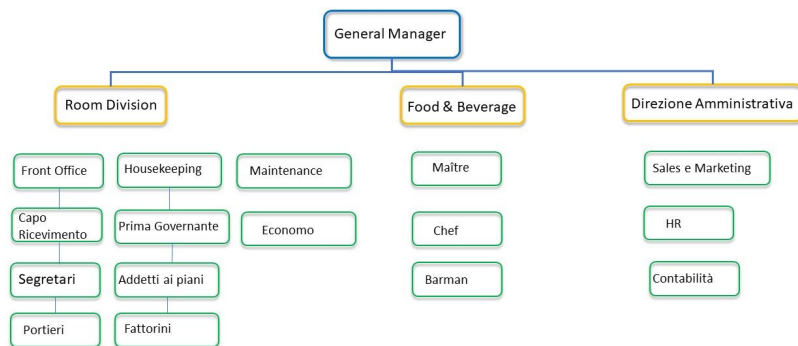 General Manager
Room Division
Food & Beverage
Direzione Amministrativa
Front Office
Housekeeping
Maintenance
Maître
Sales e Marketing
Capo
Ricevimento
Prima Governante
Economo
Chef
HR
Segretari
Addetti ai piani
Barman
Contabilità
Portieri
Fattorini